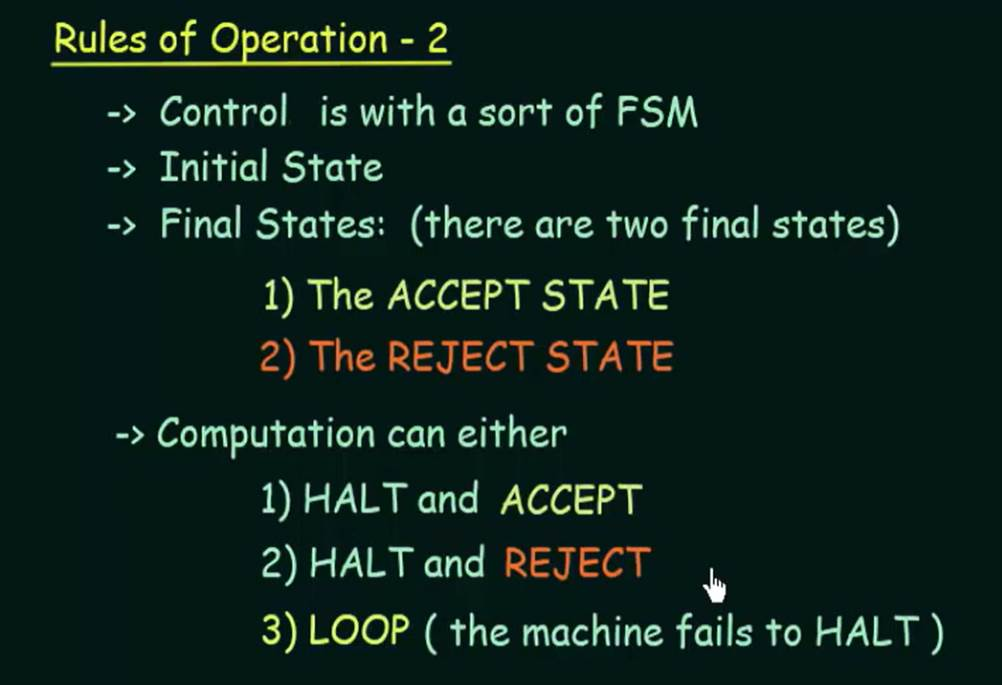 Rules of Operation - 2
-> Control is with a sort of FSM
-> Initial State
-> Final States: (there are two final states)
1) The ACCEPT STATE
2) The REJECT STATE
-> Computation can either
1) HALT and ACCEPT
2) HALT and REJECT
3) LOOP ( the machine fails to HALT )